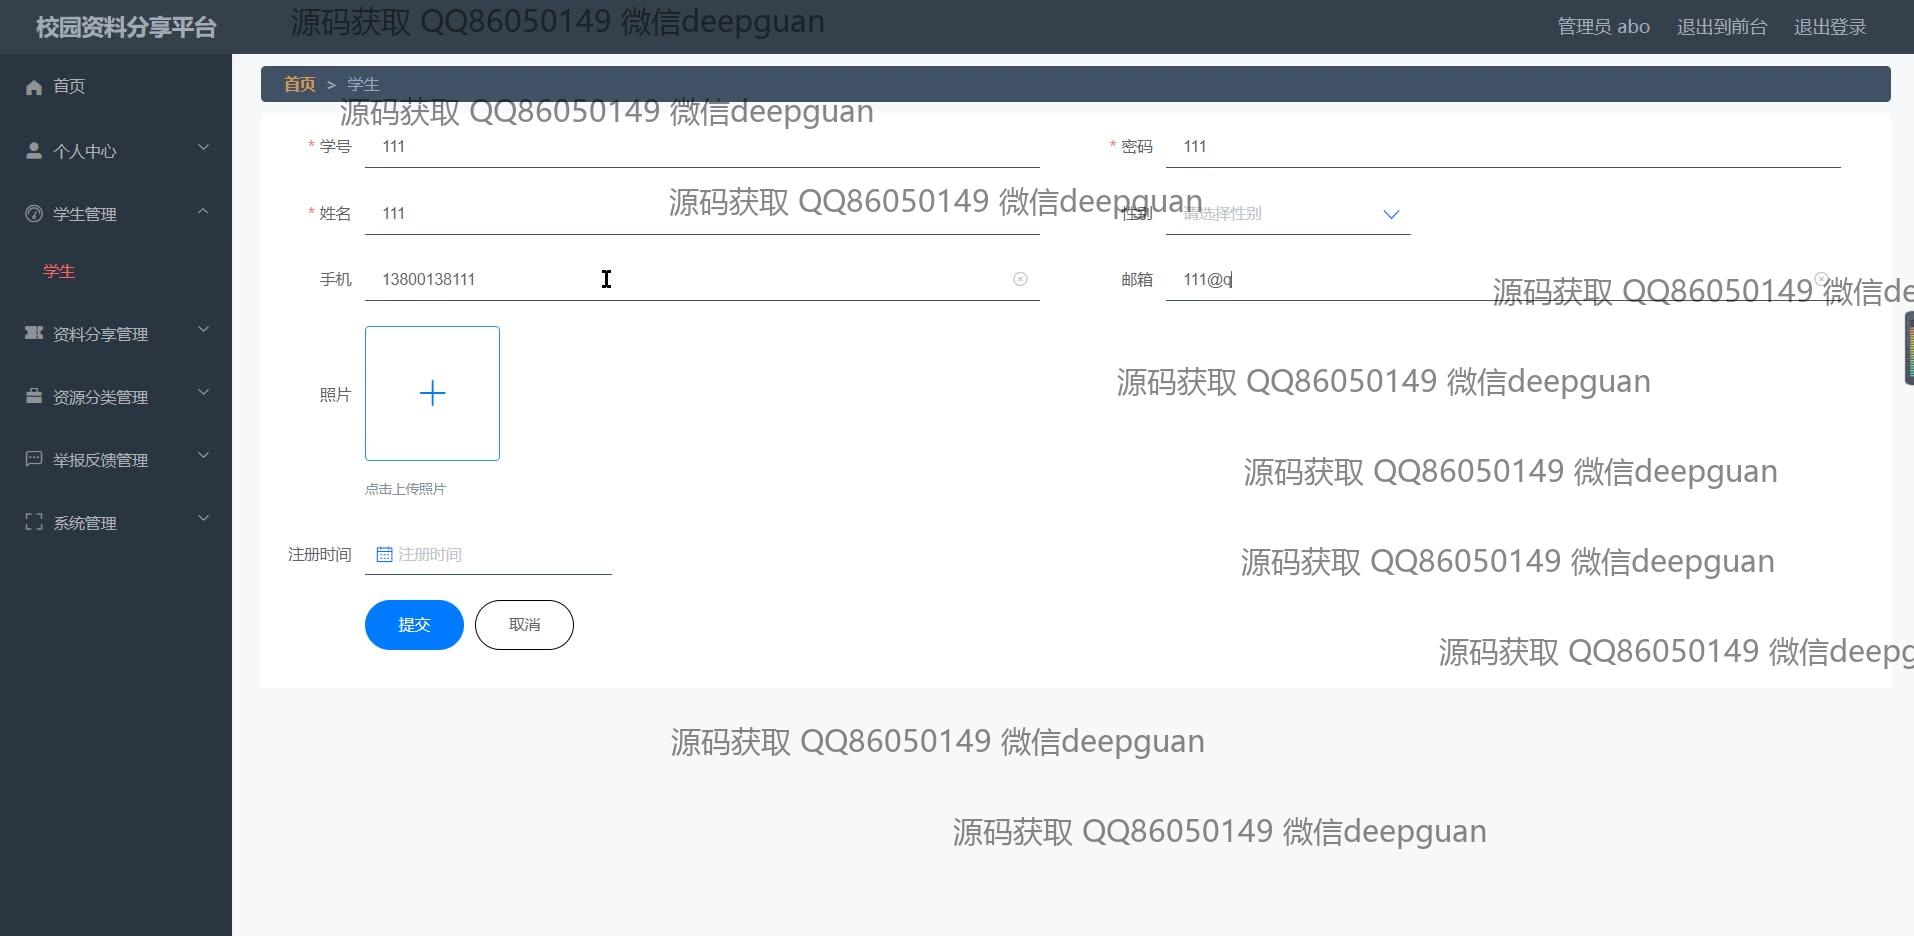 校园资料分享平台
源码获取 QQ86050149 微信deepguan
管理员 abo 退出到前台 退出登录
首页
个人中心
学生管理
学生
资料分享管理
资源分类管理
举报反馈管理
系统管理
首页 > 学生
源码获取 QQ86050149 微信deepguan
* 学号 111
* 密码 111
* 姓名 111
源码获取 QQ86050149 微信deepguan
性别 请选择性别
手机 13800138111
邮箱 111@q
源码获取 QQ86050149 微信de
照片
源码获取 QQ86050149 微信deepguan
源码获取 QQ86050149 微信deepguan
点击上传照片
注册时间 注册时间
源码获取 QQ86050149 微信deepguan
提交 取消
源码获取 QQ86050149 微信deepg
源码获取 QQ86050149 微信deepguan
源码获取 QQ86050149 微信deepguan